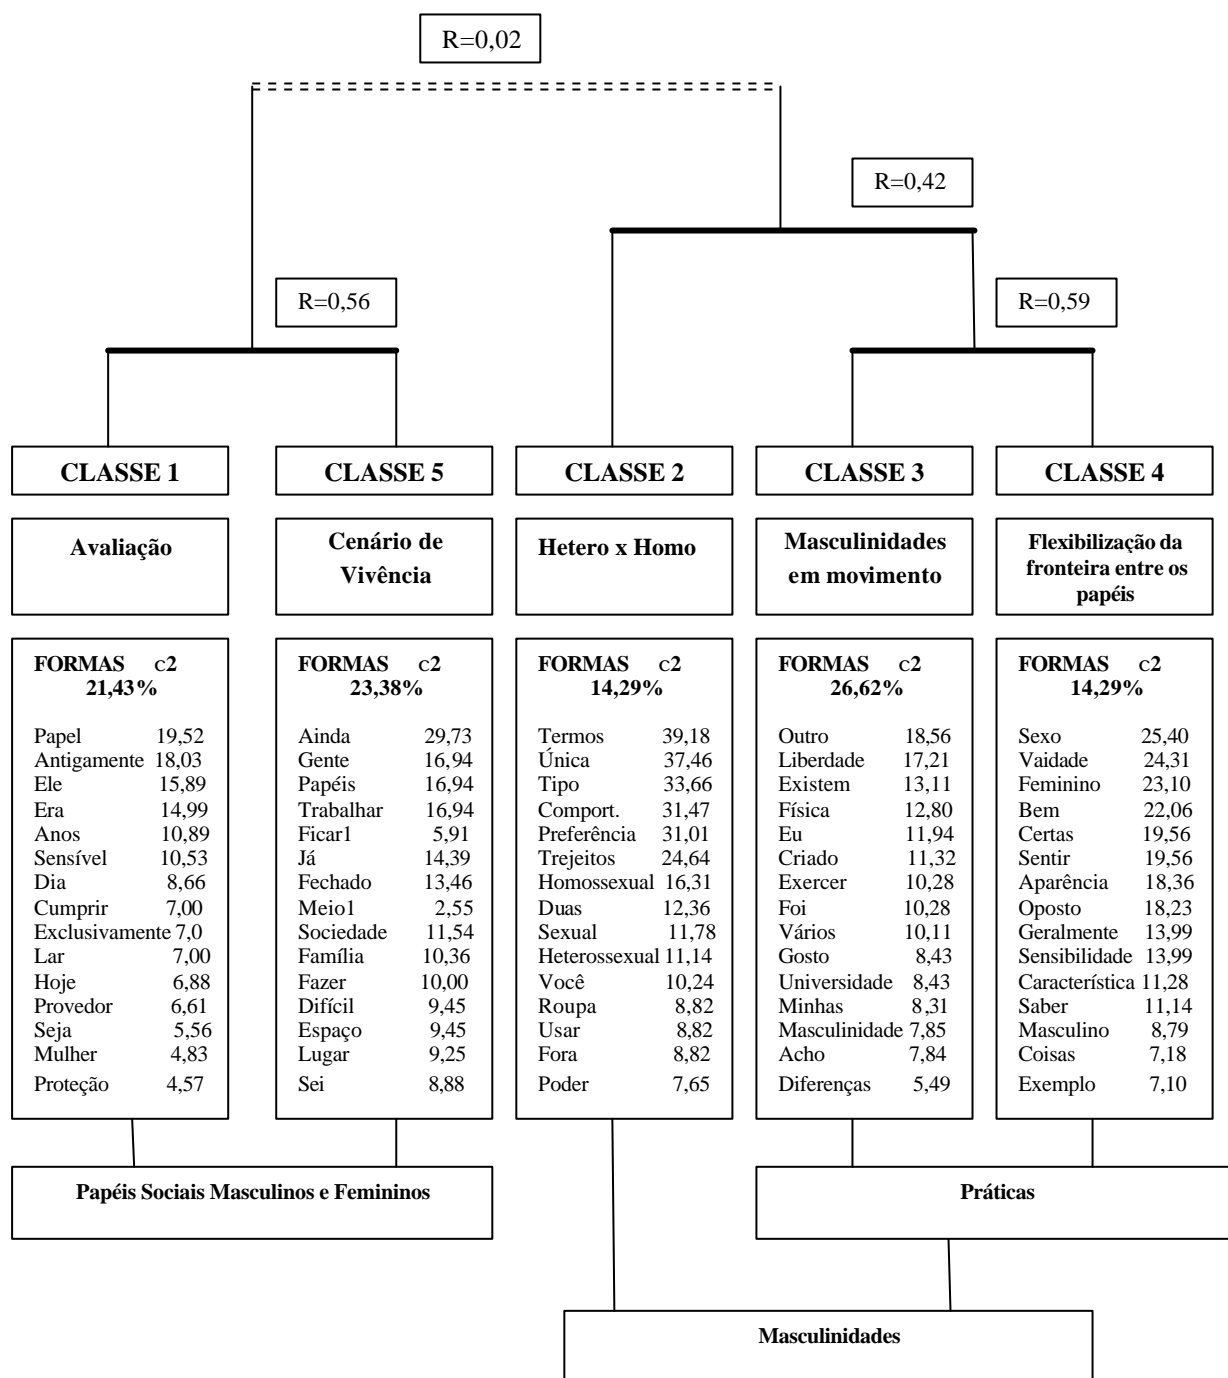 R=0,02
R=0,42
R=0,56
R=0,59
CLASSE 1
CLASSE 5
CLASSE 2
CLASSE 3
CLASSE 4
Avaliação
Cenário de
Vivência
Hetero x Homo
Masculinidades
em movimento
Flexibilização da
fronteira entre os
papéis
FORMAS c2
21,43%
Papel 19,52
Antigamente 18,03
Ele 15,89
Era 14,99
Anos 10,89
Sensível 10,53
Dia 8,66
Cumprir 7,00
Exclusivamente 7,0
Lar 7,00
Hoje 6,88
Provedor 6,61
Seja 5,56
Mulher 4,83
Proteção 4,57
FORMAS c2
23,38%
Ainda 29,73
Gente 16,94
Papéis 16,94
Trabalhar 16,94
Ficar1 5,91
Já 14,39
Fechado 13,46
Meio1 2,55
Sociedade 11,54
Família 10,36
Fazer 10,00
Difícil 9,45
Espaço 9,45
Lugar 9,25
Sei 8,88
FORMAS c2
14,29%
Termos 39,18
Única 37,46
Tipo 33,66
Comport. 31,47
Preferência 31,01
Trejeitos 24,64
Homossexual 16,31
Duas 12,36
Sexual 11,78
Heterossexual 11,14
Você 10,24
Roupa 8,82
Usar 8,82
Fora 8,82
Poder 7,65
FORMAS c2
26,62%
Outro 18,56
Liberdade 17,21
Existem 13,11
Física 12,80
Eu 11,94
Criado 11,32
Exercer 10,28
Foi 10,28
Vários 10,11
Gosto 8,43
Universidade 8,43
Minhas 8,31
Masculinidade 7,85
Acho 7,84
Diferenças 5,49
FORMAS c2
14,29%
Sexo 25,40
Vaidade 24,31
Feminino 23,10
Bem 22,06
Certas 19,56
Sentir 19,56
Aparência 18,36
Oposto 18,23
Geralmente 13,99
Sensibilidade 13,99
Característica 11,28
Saber 11,14
Masculino 8,79
Coisas 7,18
Exemplo 7,10
Papéis Sociais Masculinos e Femininos
Práticas
Masculinidades